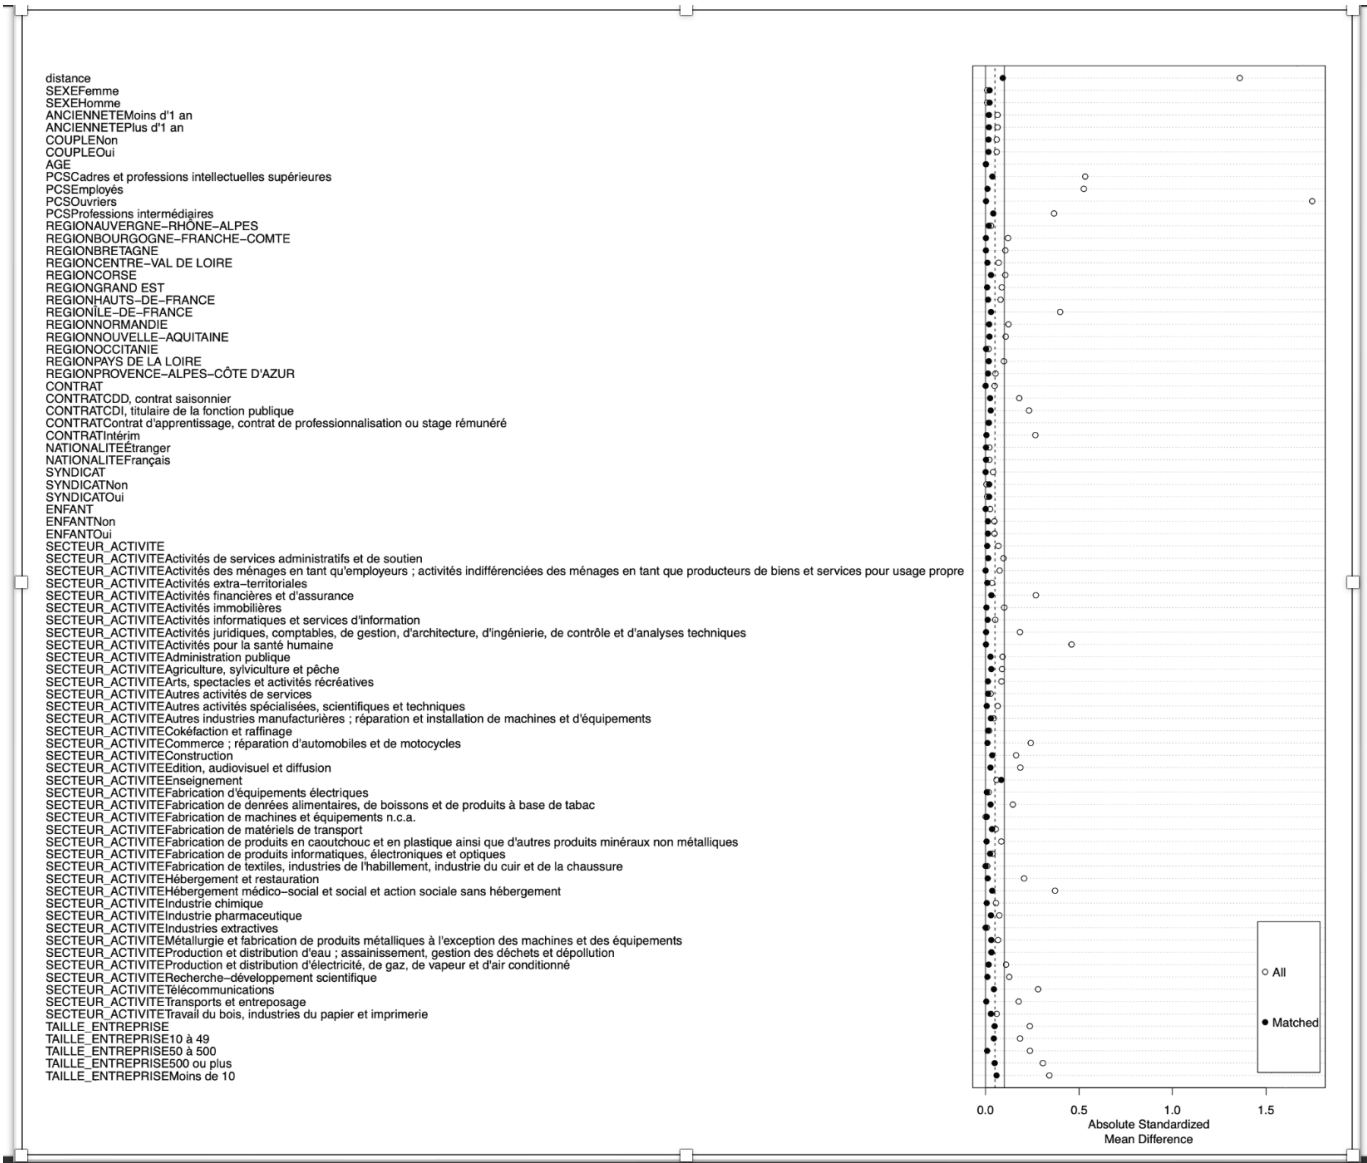 distance
SEXEFemme
SEXEHomme
ANCIENNETEMoins d'1 an
ANCIENNETEPlus d'1 an
COUPLENon
COUPLEOui
AGE
PCSCadres et professions intellectuelles supérieures
PCSEmployés
PCSOuvriers
PCSProfessions intermédiaires
REGIONAUVERGNE−RHÔNE−ALPES
REGIONBOURGOGNE−FRANCHE−COMTE
REGIONBRETAGNE
REGIONCENTRE−VAL DE LOIRE
REGIONCORSE
REGIONGRAND EST
REGIONHAUTS−DE−FRANCE
REGIONÎLE−DE−FRANCE
REGIONNORMANDIE
REGIONNOUVELLE−AQUITAINE
REGIONOCCITANIE
REGIONPAYS DE LA LOIRE
REGIONPROVENCE−ALPES−CÔTE D'AZUR
CONTRAT
CONTRATCDD, contrat saisonnier
CONTRATCDI, titulaire de la fonction publique
CONTRATContrat d'apprentissage, contrat de professionnalisation ou stage rémunéré
CONTRATIntérim
NATIONALITEÉtranger
NATIONALITEFrançais
SYNDICAT
SYNDICATNon
SYNDICATOui
ENFANT
ENFANTNon
ENFANTOui
SECTEUR_ACTIVITE
SECTEUR_ACTIVITEActivités de services administratifs et de soutien
SECTEUR_ACTIVITEActivités des ménages en tant qu'employeurs ; activités indifférenciées des ménages en tant que producteurs de biens et services pour usage propre
SECTEUR_ACTIVITEActivités extra−territoriales
SECTEUR_ACTIVITEActivités financières et d'assurance
SECTEUR_ACTIVITEActivités immobilières
SECTEUR_ACTIVITEActivités informatiques et services d'information
SECTEUR_ACTIVITEActivités juridiques, comptables, de gestion, d'architecture, d'ingénierie, de contrôle et d'analyses techniques
SECTEUR_ACTIVITEActivités pour la santé humaine
SECTEUR_ACTIVITEAdministration publique
SECTEUR_ACTIVITEAgriculture, sylviculture et pêche
SECTEUR_ACTIVITEArts, spectacles et activités récréatives
SECTEUR_ACTIVITEAutres activités de services
SECTEUR_ACTIVITEAutres activités spécialisées, scientifiques et techniques
SECTEUR_ACTIVITEAutres industries manufacturières ; réparation et installation de machines et d'équipements
SECTEUR_ACTIVITECokéfaction et raffinage
SECTEUR_ACTIVITECommerce ; réparation d'automobiles et de motocycles
SECTEUR_ACTIVITEConstruction
SECTEUR_ACTIVITEEdition, audiovisuel et diffusion
SECTEUR_ACTIVITEEnseignement
SECTEUR_ACTIVITEFabrication d'équipements électriques
SECTEUR_ACTIVITEFabrication de denrées alimentaires, de boissons et de produits à base de tabac
SECTEUR_ACTIVITEFabrication de machines et équipements n.c.a.
SECTEUR_ACTIVITEFabrication de matériels de transport
SECTEUR_ACTIVITEFabrication de produits en caoutchouc et en plastique ainsi que d'autres produits minéraux non métalliques
SECTEUR_ACTIVITEFabrication de produits informatiques, électroniques et optiques
SECTEUR_ACTIVITEFabrication de textiles, industries de l'habillement, industrie du cuir et de la chaussure
SECTEUR_ACTIVITEHébergement et restauration
SECTEUR_ACTIVITEHébergement médico−social et social et action sociale sans hébergement
SECTEUR_ACTIVITEIndustrie chimique
SECTEUR_ACTIVITEIndustrie pharmaceutique
SECTEUR_ACTIVITEIndustries extractives
SECTEUR_ACTIVITEMétallurgie et fabrication de produits métalliques à l'exception des machines et des équipements
SECTEUR_ACTIVITEProduction et distribution d'eau ; assainissement, gestion des déchets et dépollution
SECTEUR_ACTIVITEProduction et distribution d'électricité, de gaz, de vapeur et d'air conditionné
SECTEUR_ACTIVITERecherche−développement scientifique
SECTEUR_ACTIVITETélécommunications
SECTEUR_ACTIVITETransports et entreposage
SECTEUR_ACTIVITETravail du bois, industries du papier et imprimerie
TAILLE_ENTREPRISE
TAILLE_ENTREPRISE10 à 49
TAILLE_ENTREPRISE50 à 500
TAILLE_ENTREPRISE500 ou plus
TAILLE_ENTREPRISEMoins de 10
All
Matched
0.0 0.5 1.0 1.5
Absolute Standardized
Mean Difference